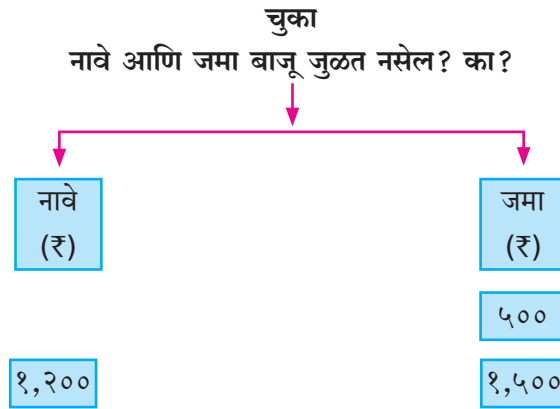 चुका
नावे आणि जमा बाजू जुळत नसेल? का?
नावे जमा
(₹) (₹)
५००
१,२०० १,५००